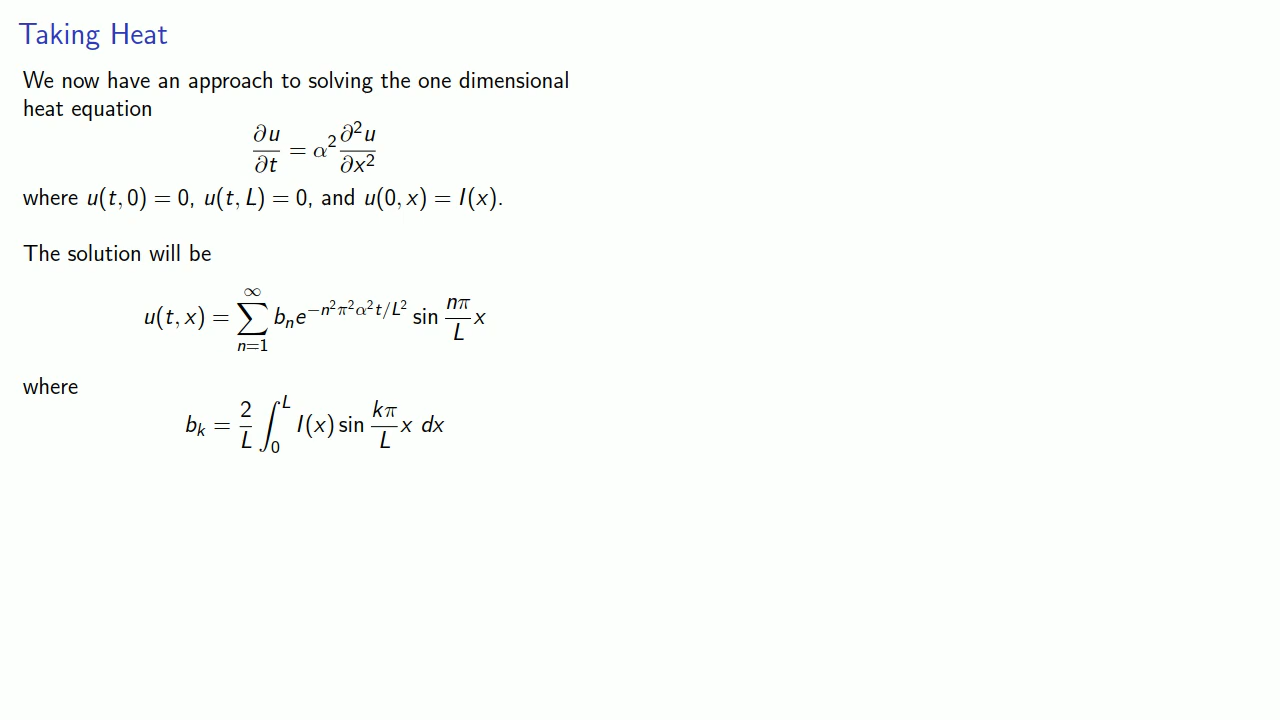 Taking Heat
We now have an approach to solving the one dimensional
heat equation
∂u/∂t = α² ∂²u/∂x²
where u(t, 0) = 0, u(t, L) = 0, and u(0, x) = I(x).
The solution will be
u(t, x) = ∑_{n=1}^{∞} b_n e^{−n²π²α²t/L²} sin (nπ/L) x
where
b_k = (2/L) ∫_0^L I(x) sin (kπ/L) x dx